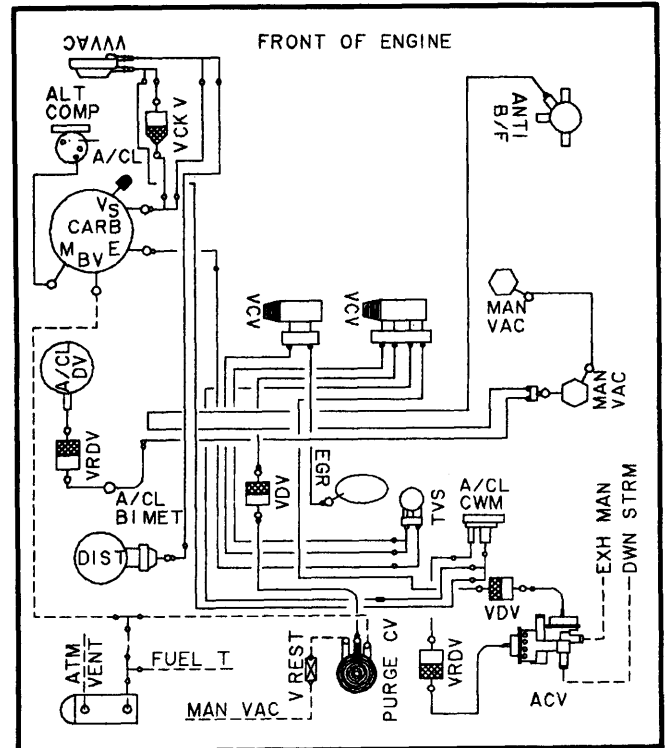 FRONT OF ENGINE
VVVAC
ALT
COMP
A/CL
VCK V
ANTI
B/F
VS
CARB
M
BV
E
VCV
VCV
MAN
VAC
MAN
VAC
A/CL
DV
VRDV
A/CL
BIMET
VDV
EGR
TVS
A/CL
CWM
DIST
EXH MAN
DWN STRM
VDV
ATM
VENT
FUEL T
V REST
PURGE CV
VRDV
ACV
MAN VAC